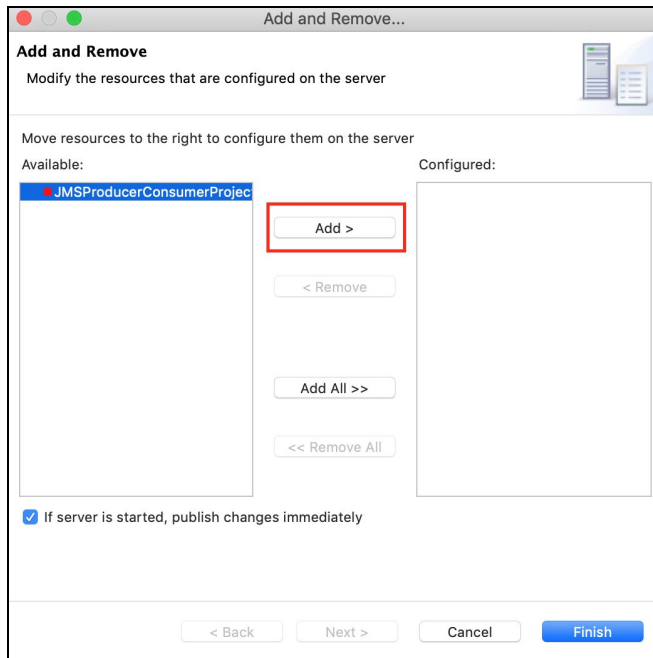 Add and Remove...
Add and Remove
Modify the resources that are configured on the server
Move resources to the right to configure them on the server
Available:
Configured:
JMSProducerConsumerProjec
Add >
< Remove
Add All >>
<< Remove All
If server is started, publish changes immediately
< Back
Next >
Cancel
Finish